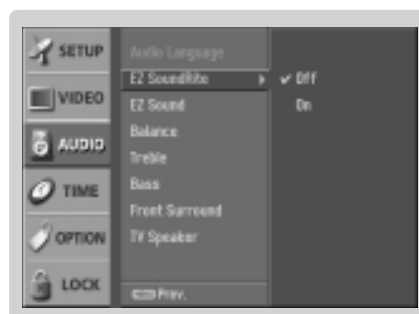 SETUP
VIDEO
AUDIO
TIME
OPTION
LOCK
Audio Language
EZ SoundRite
EZ Sound
Balance
Treble
Bass
Front Surround
TV Speaker
Prev.
Off
On